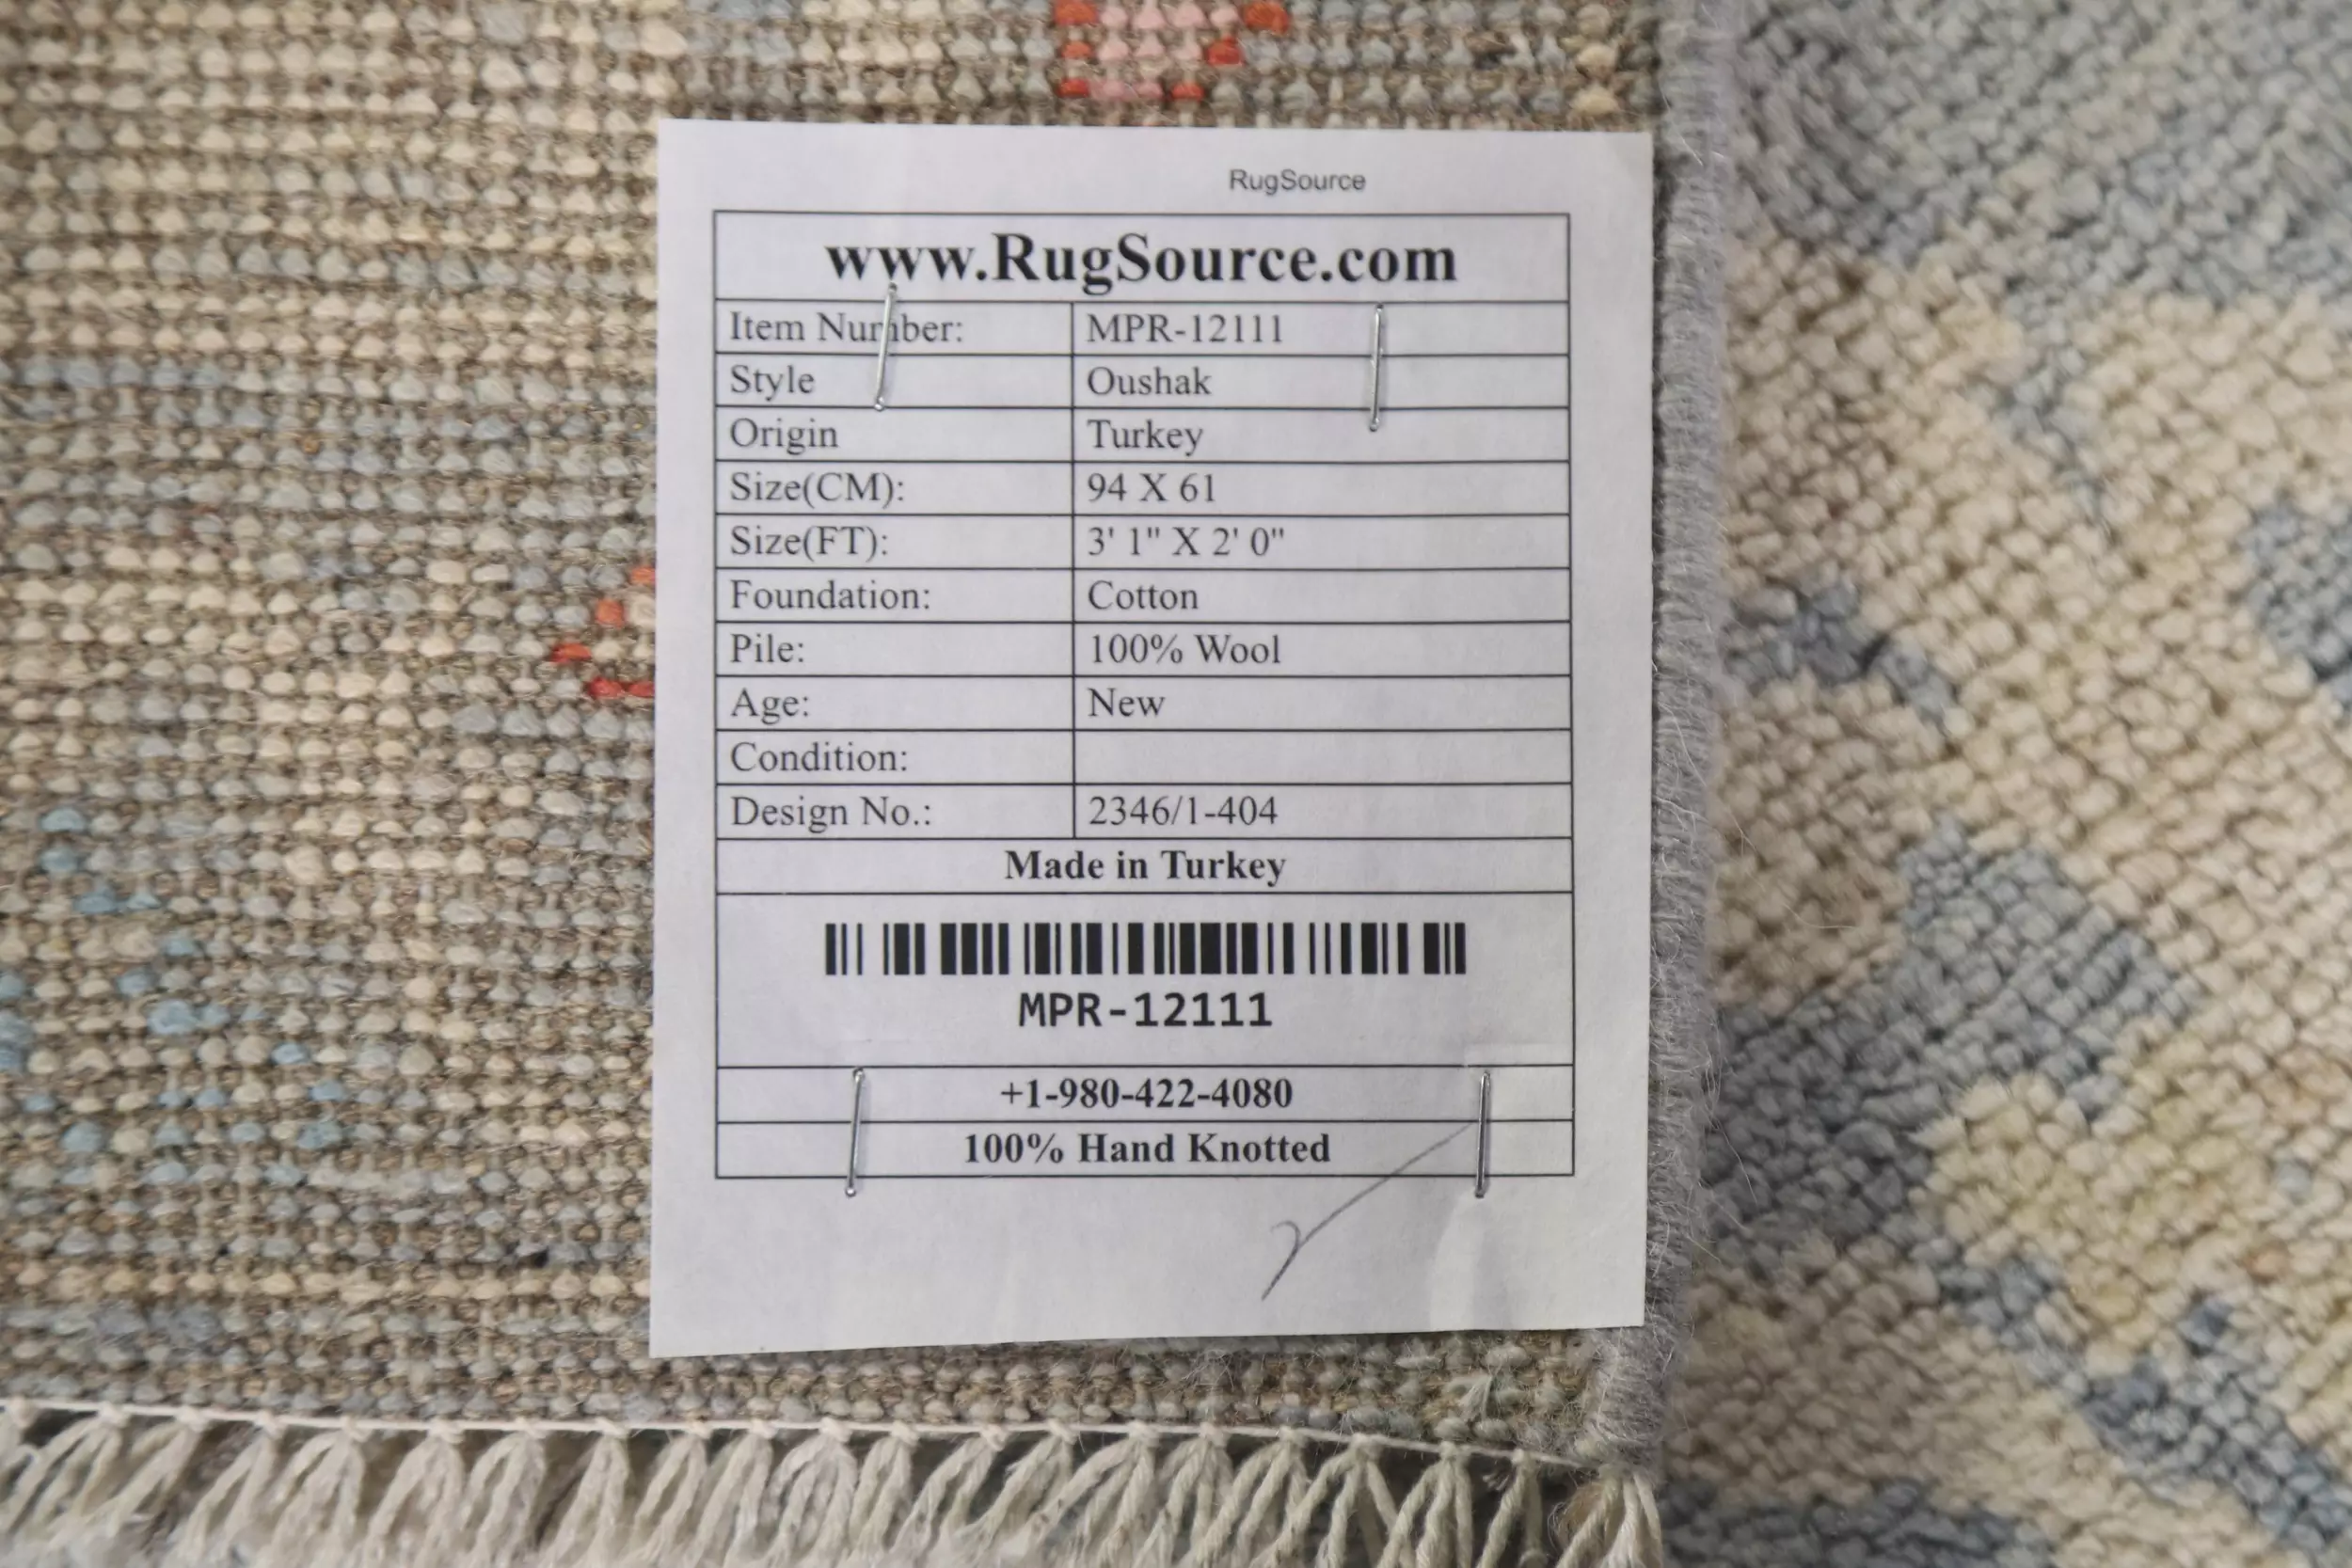 RugSource
www.RugSource.com
Item Number: MPR-12111
Style Oushak
Origin Turkey
Size(CM): 94 X 61
Size(FT): 3' 1" X 2' 0"
Foundation: Cotton
Pile: 100% Wool
Age: New
Condition:
Design No.: 2346/1-404
Made in Turkey
MPR-12111
+1-980-422-4080
100% Hand Knotted